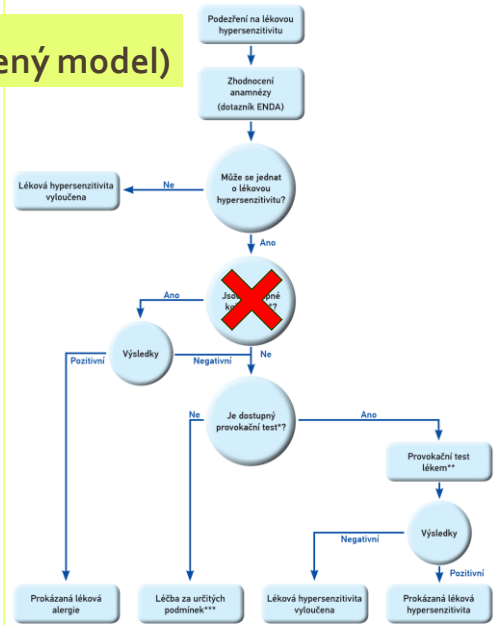 ený model)
Podezření na lékovou
hypersenzitivitu
Zhodnocení
anamnézy
(dotazník ENDA)
Může se jednat
o lékovou
hypersenzitivitu?
Ne
Léková hypersenzitivita
vyloučena
Ano
Ano
Výsledky
Pozitivní
Negativní
Ne
Je dostupný
provokační test*?
Ne
Ano
Provokační test
lékem**
Výsledky
Negativní
Pozitivní
Prokázaná léková
alergie
Léčba za určitých
podmínek***
Léková hypersenzitivita
vyloučena
Prokázaná léková
hypersenzitivita